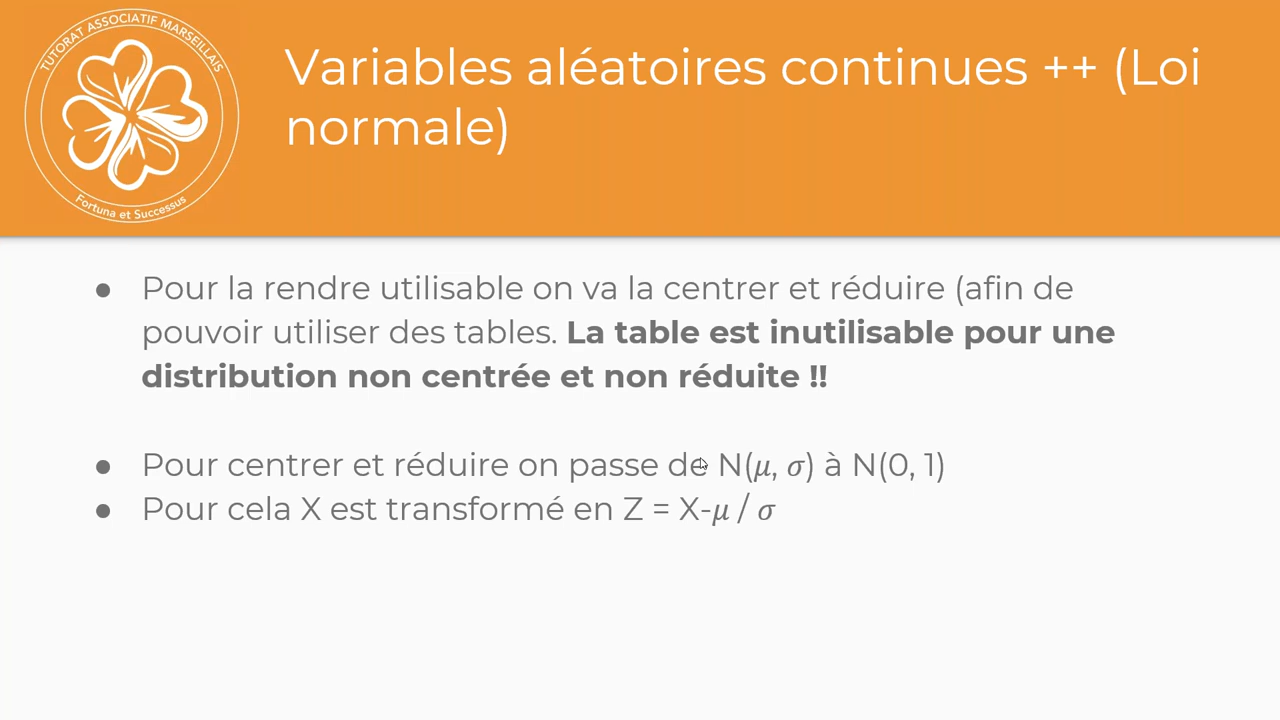 TUTORAT ASSOCIATIF MARSEILLAIS
Fortuna et Successus
Variables aléatoires continues ++ (Loi
normale)
● Pour la rendre utilisable on va la centrer et réduire (afin de
pouvoir utiliser des tables. La table est inutilisable pour une
distribution non centrée et non réduite !!
● Pour centrer et réduire on passe de N(𝜇, 𝜎) à N(0, 1)
● Pour cela X est transformé en Z = X-𝜇 / 𝜎